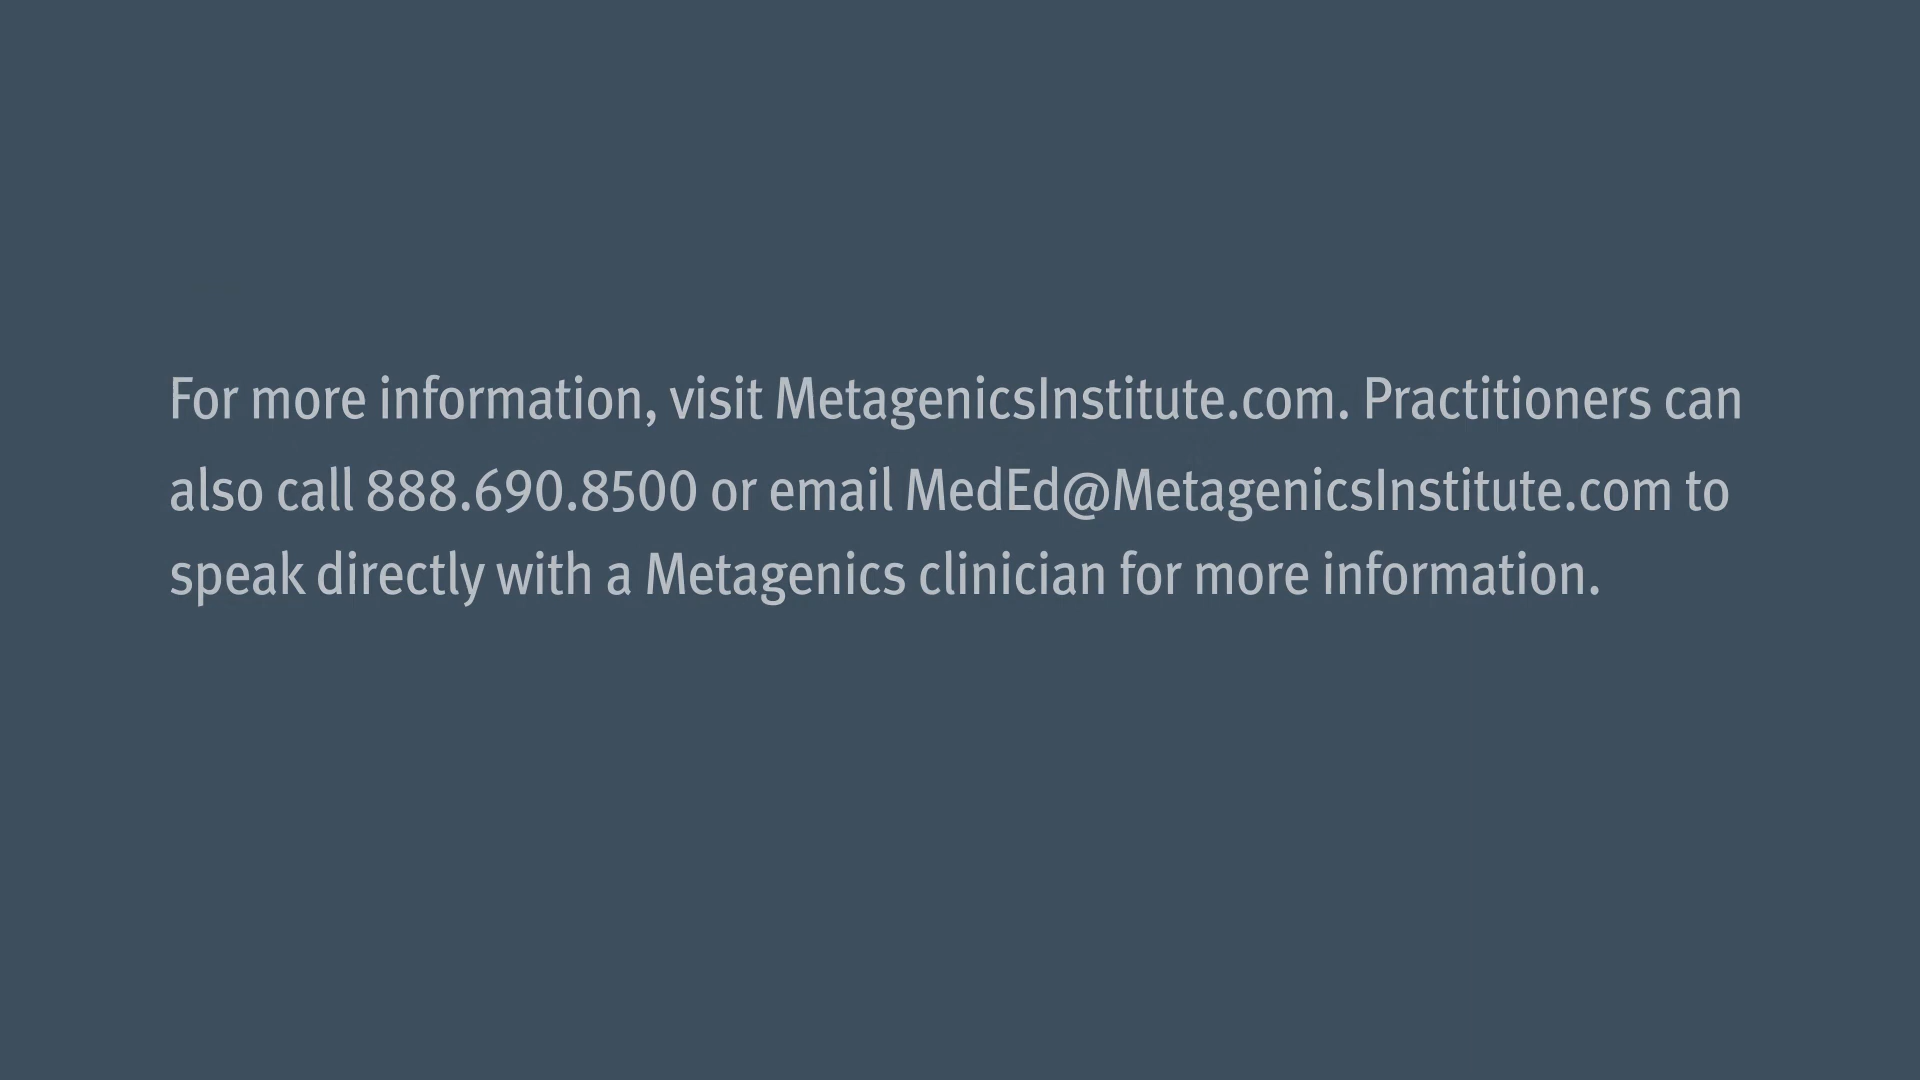 For more information, visit MetagenicsInstitute.com. Practitioners can
also call 888.690.8500 or email MedEd@MetagenicsInstitute.com to
speak directly with a Metagenics clinician for more information.